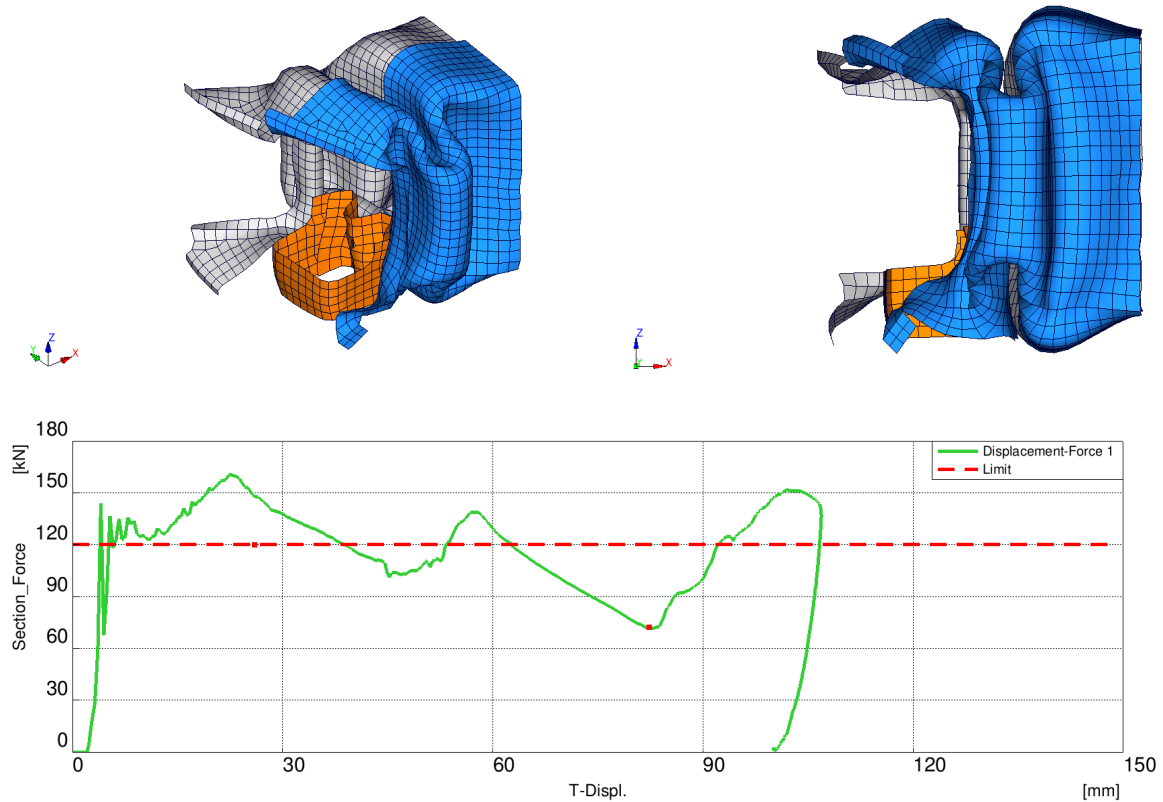 Z
Y
X
Z
Y
X
180
[kN]
150
120
90
60
30
0
Section_Force
Displacement-Force 1
Limit
0
30
60
90
120
150
T-Displ.
[mm]